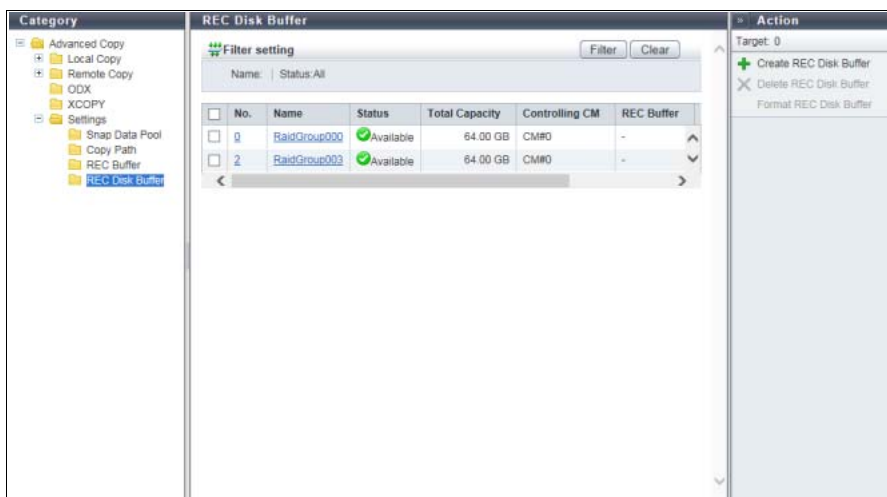 Category
Advanced Copy
Local Copy
Remote Copy
ODX
XCOPY
Settings
Snap Data Pool
Copy Path
REC Buffer
REC Disk Buffer
REC Disk Buffer
Filter setting
Filter
Clear
Name: | Status:All
No. Name Status Total Capacity Controlling CM REC Buffer
0 RaidGroup000 Available 64.00 GB CM#0 -
2 RaidGroup003 Available 64.00 GB CM#0 -
» Action
Target: 0
Create REC Disk Buffer
Delete REC Disk Buffer
Format REC Disk Buffer